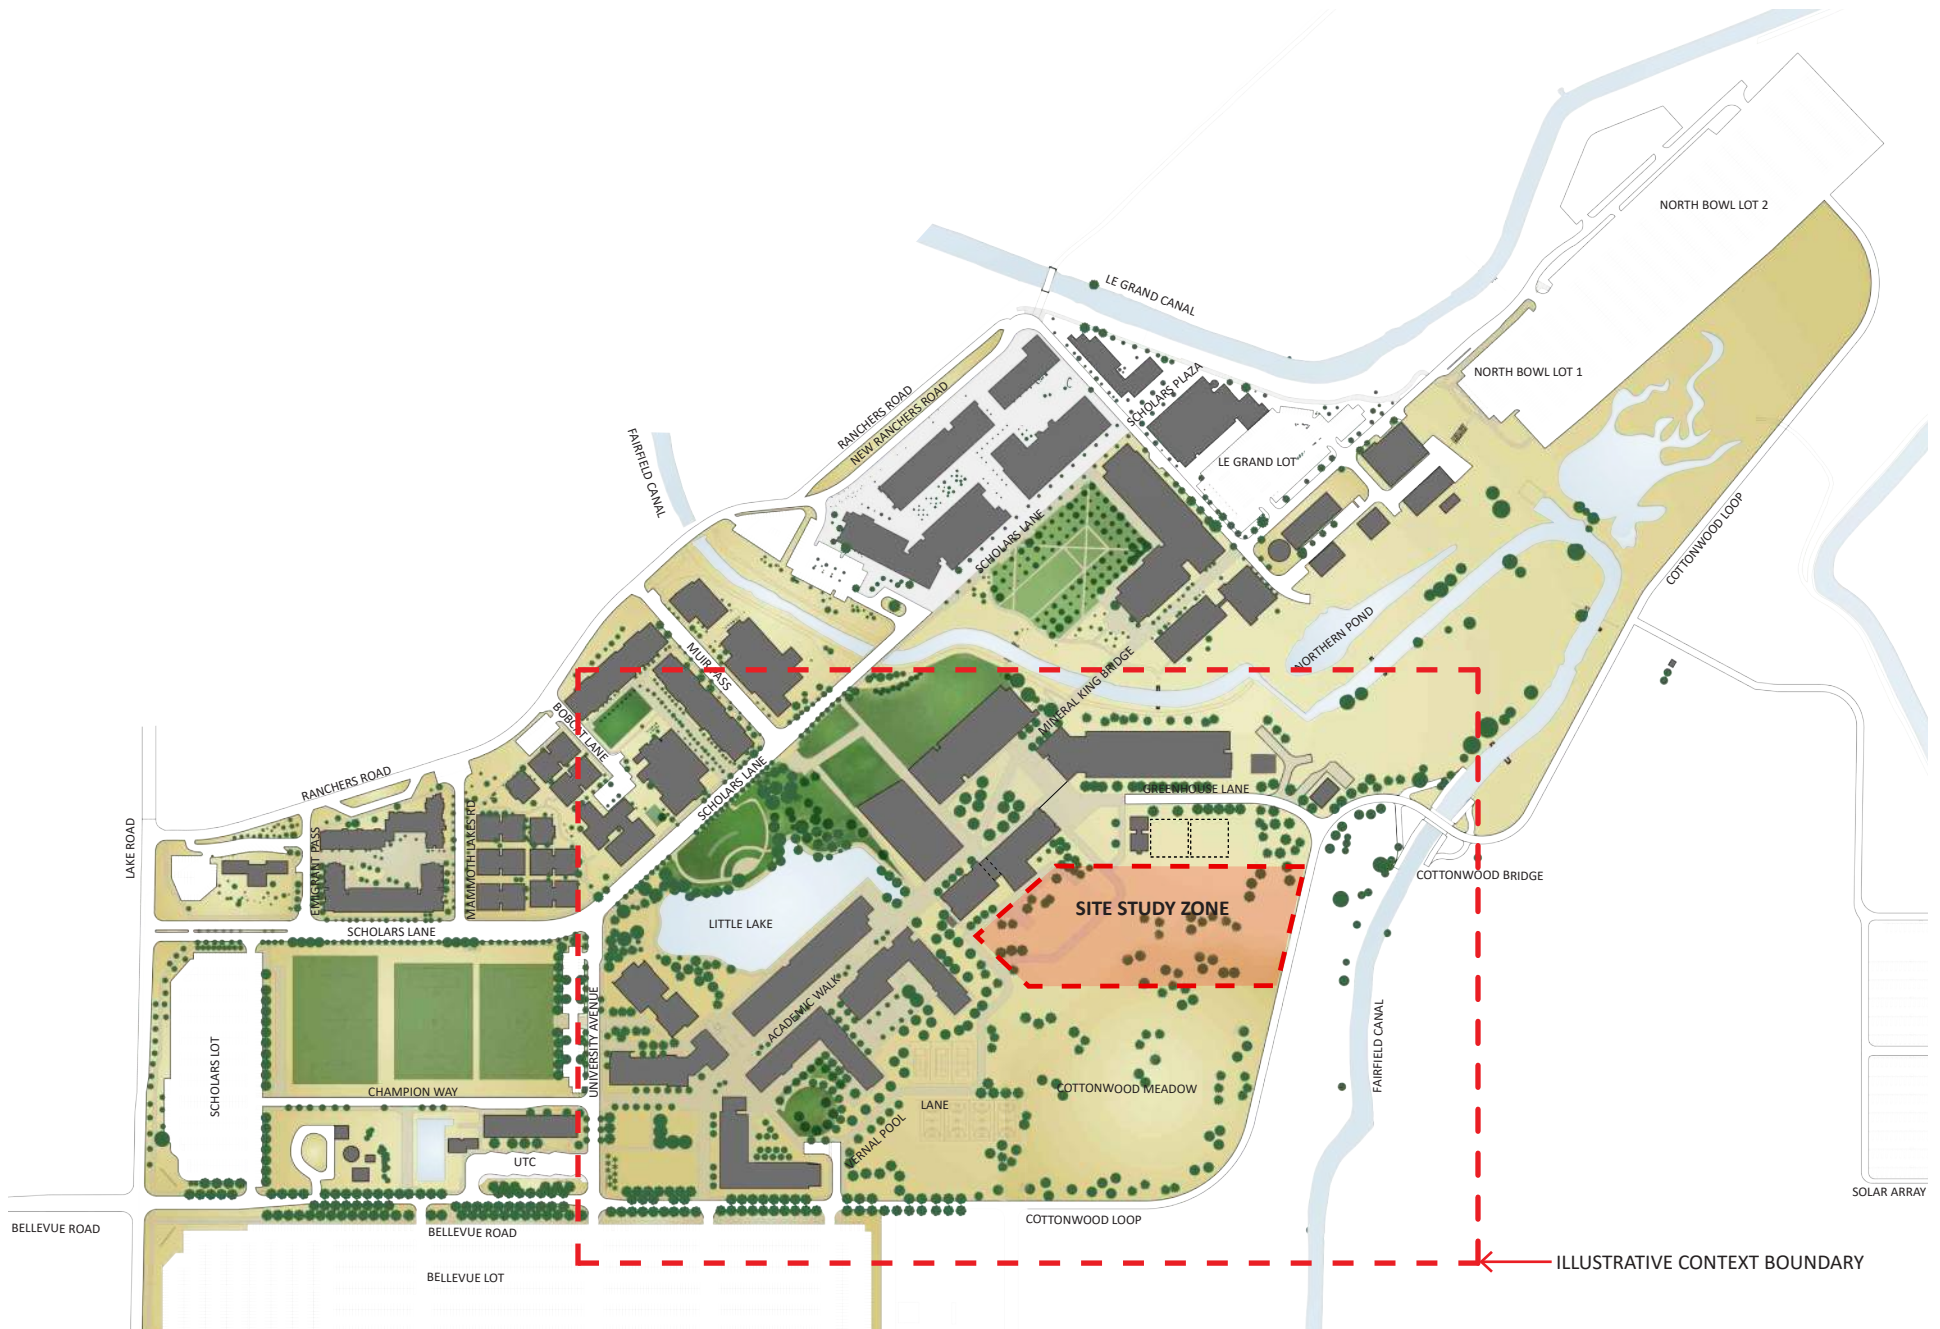 NORTH BOWL LOT 2
LE GRAND CANAL
NORTH BOWL LOT 1
SCHOLARS PLAZA
RANCHERS ROAD
NEW RANCHERS ROAD
FAIRFIELD CANAL
LE GRAND LOT
SCHOLARS LANE
COTTONWOOD LOOP
NORTHERN POND
MUIR PASS
MINERAL KING BRIDGE
BOBCAT LANE
RANCHERS ROAD
SCHOLARS LANE
GREENHOUSE LANE
LAKE ROAD
EMIGRANT PASS
MAMMOTH LAKES RD
COTTONWOOD BRIDGE
SITE STUDY ZONE
LITTLE LAKE
SCHOLARS LANE
ACADEMIC WALK
UNIVERSITY AVENUE
SCHOLARS LOT
FAIRFIELD CANAL
CHAMPION WAY
COTTONWOOD MEADOW
LANE
VERNAL POOL
UTC
SOLAR ARRAY
COTTONWOOD LOOP
BELLEVUE ROAD
BELLEVUE ROAD
ILLUSTRATIVE CONTEXT BOUNDARY
BELLEVUE LOT